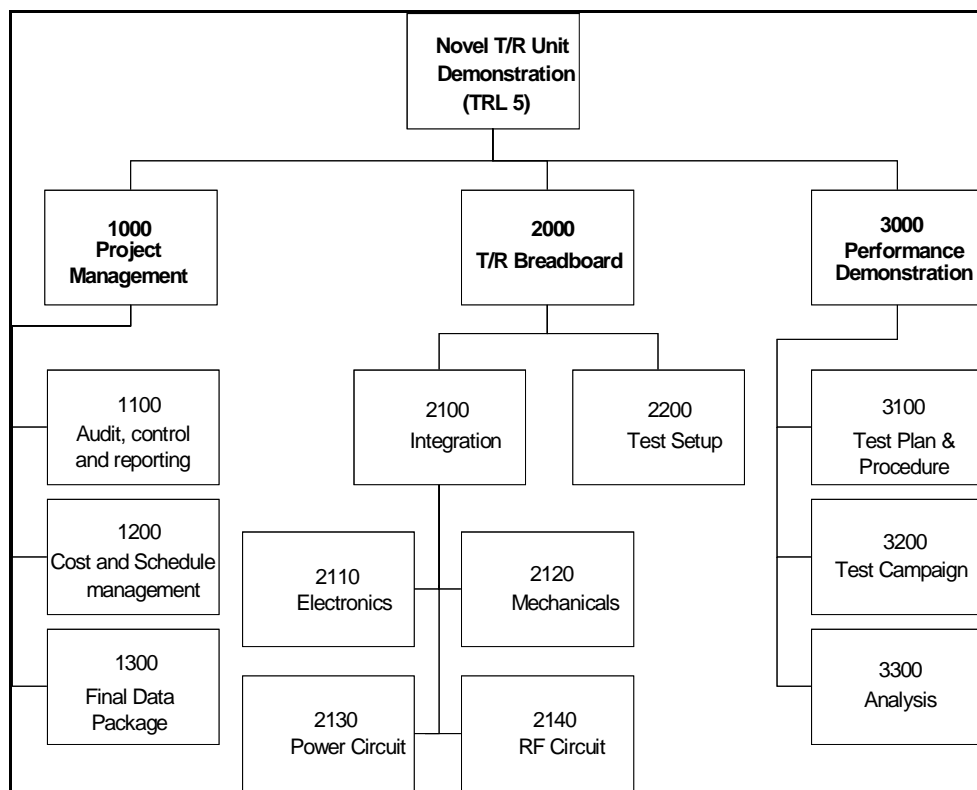 Novel T/R Unit
Demonstration
(TRL 5)
1000
Project
Management
2000
T/R Breadboard
3000
Performance
Demonstration
1100
Audit, control
and reporting
1200
Cost and Schedule
management
1300
Final Data
Package
2100
Integration
2200
Test Setup
2110
Electronics
2120
Mechanicals
2130
Power Circuit
2140
RF Circuit
3100
Test Plan &
Procedure
3200
Test Campaign
3300
Analysis